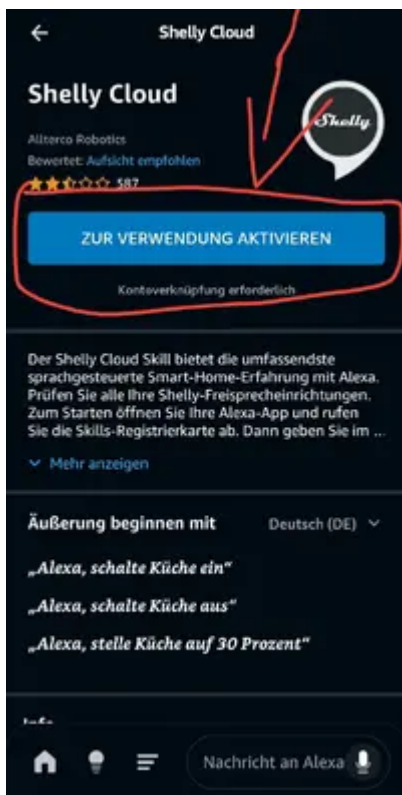 Shelly Cloud
Shelly Cloud
Shelly
Allterco Robotics
Bewertet: Aufsicht empfohlen
587
ZUR VERWENDUNG AKTIVIEREN
Kontoverknüpfung erforderlich
Der Shelly Cloud Skill bietet die umfassendste
sprachgesteuerte Smart-Home-Erfahrung mit Alexa.
Prüfen Sie alle Ihre Shelly-Freisprecheinrichtungen.
Zum Starten öffnen Sie Ihre Alexa-App und rufen
Sie die Skills-Registrierkarte ab. Dann geben Sie im ...
Mehr anzeigen
Äußerung beginnen mit Deutsch (DE)
„Alexa, schalte Küche ein“
„Alexa, schalte Küche aus“
„Alexa, stelle Küche auf 30 Prozent“
Info
Nachricht an Alexa